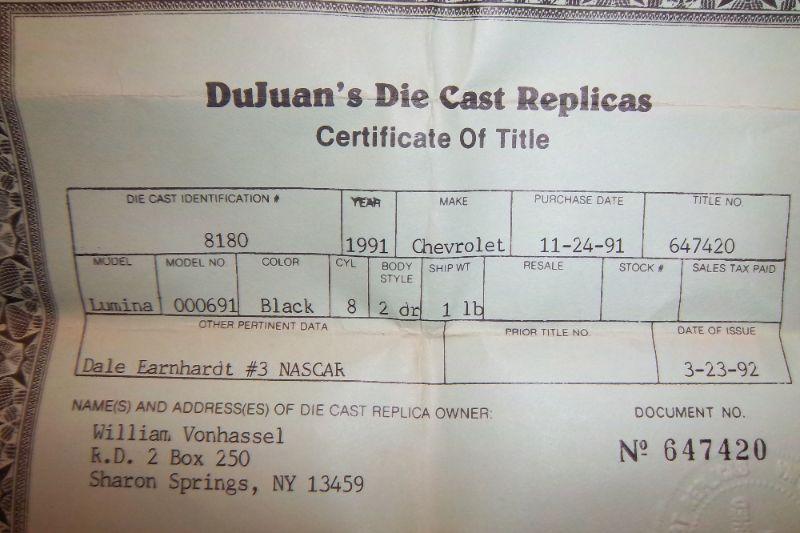 DuJuan's Die Cast Replicas
Certificate Of Title
DIE CAST IDENTIFICATION # YEAR MAKE PURCHASE DATE TITLE NO.
8180 1991 Chevrolet 11-24-91 647420
MODEL MODEL NO COLOR CYL BODY STYLE SHIP WT RESALE STOCK # SALES TAX PAID
Lumina 000691 Black 8 2 dr 1 lb
OTHER PERTINENT DATA PRIOR TITLE NO. DATE OF ISSUE
Dale Earnhardt #3 NASCAR 3-23-92
NAME(S) AND ADDRESS(ES) OF DIE CAST REPLICA OWNER: DOCUMENT NO.
William Vonhassel
R.D. 2 Box 250
Sharon Springs, NY 13459
Nº 647420